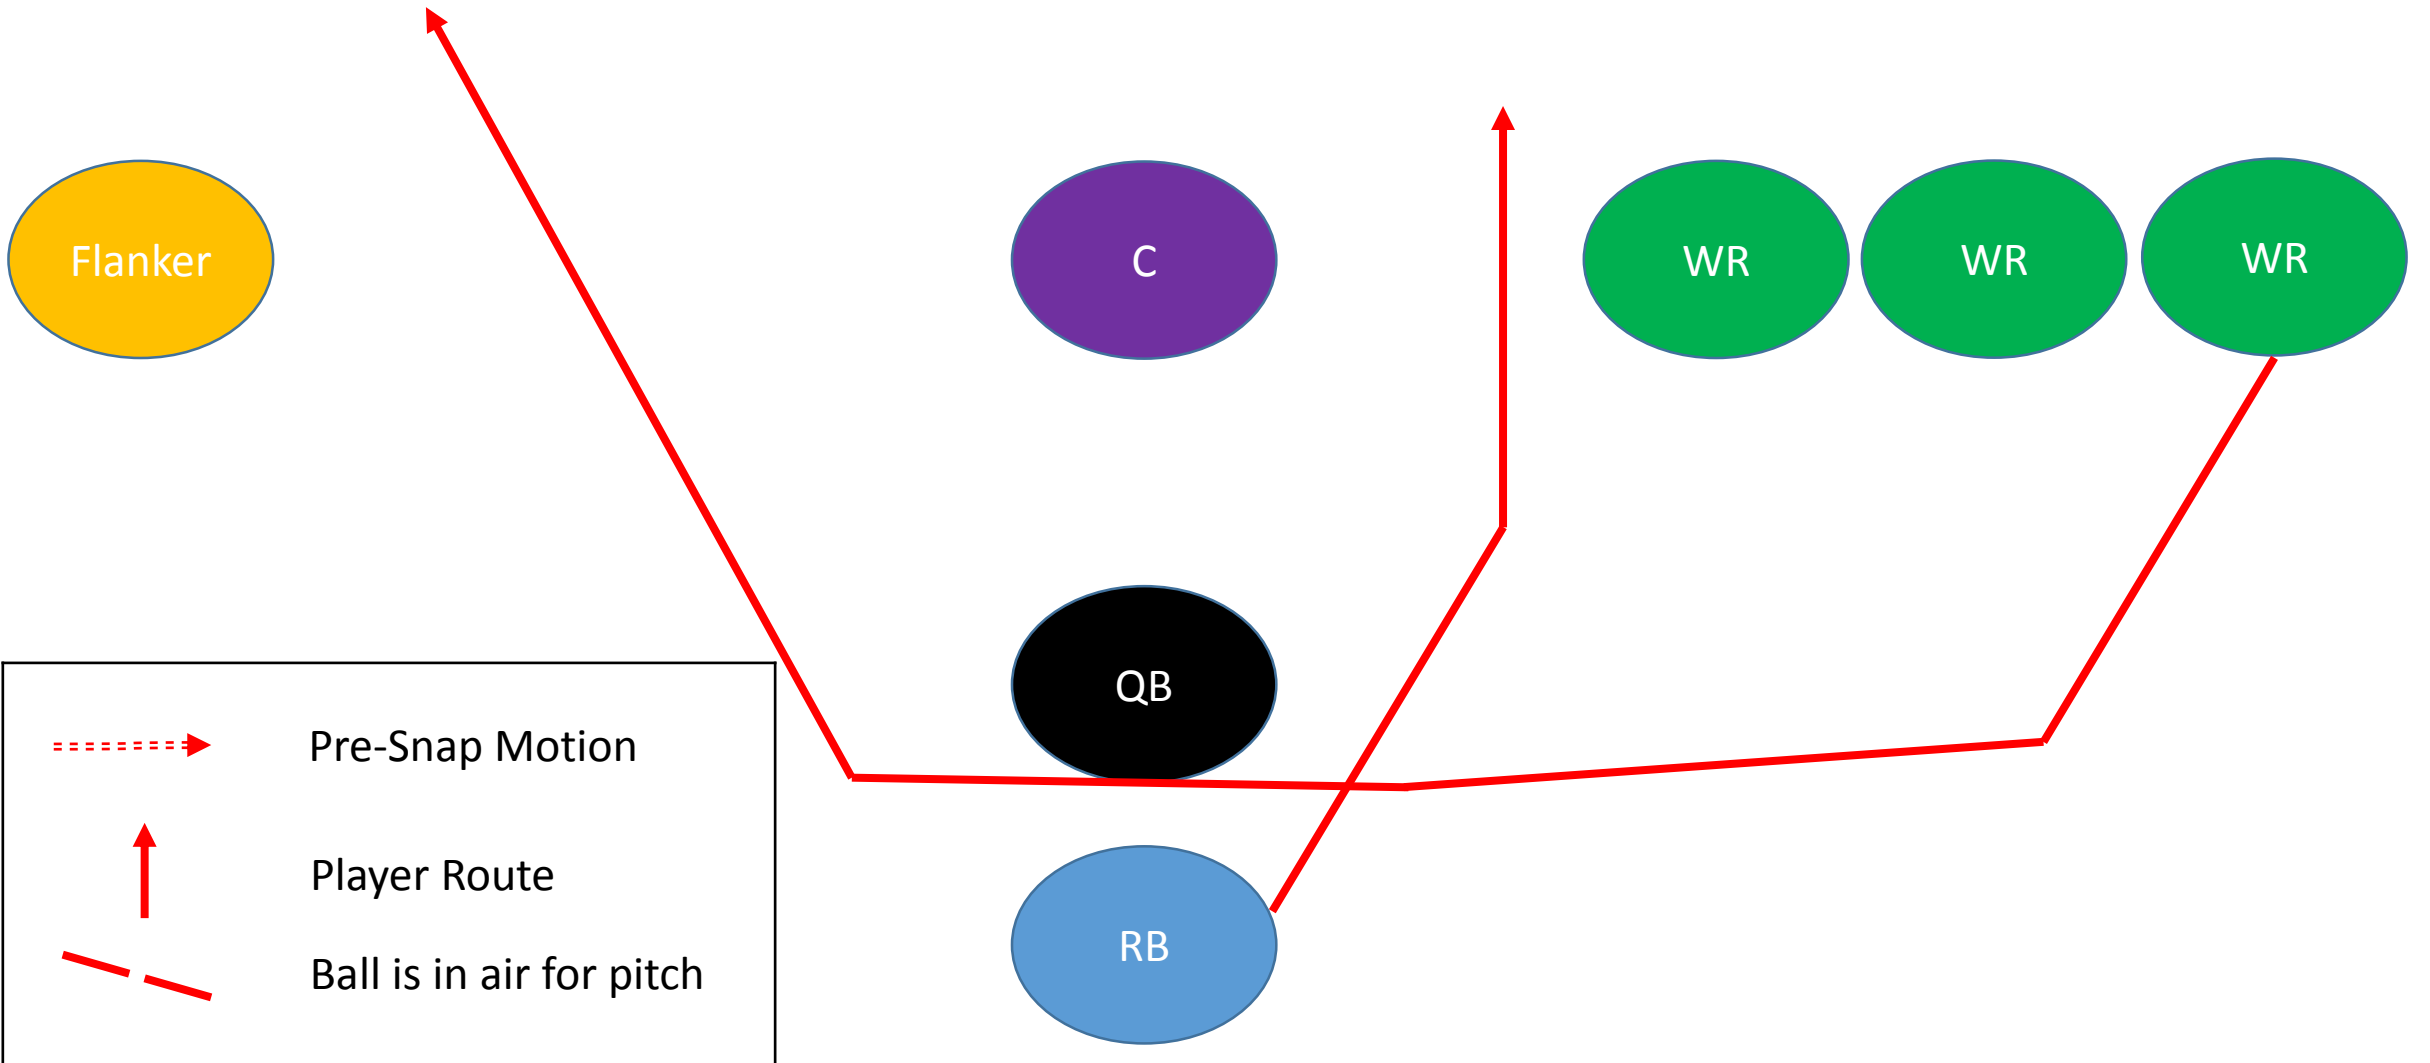 Flanker
C
WR
WR
WR
QB
RB
Pre-Snap Motion
Player Route
Ball is in air for pitch